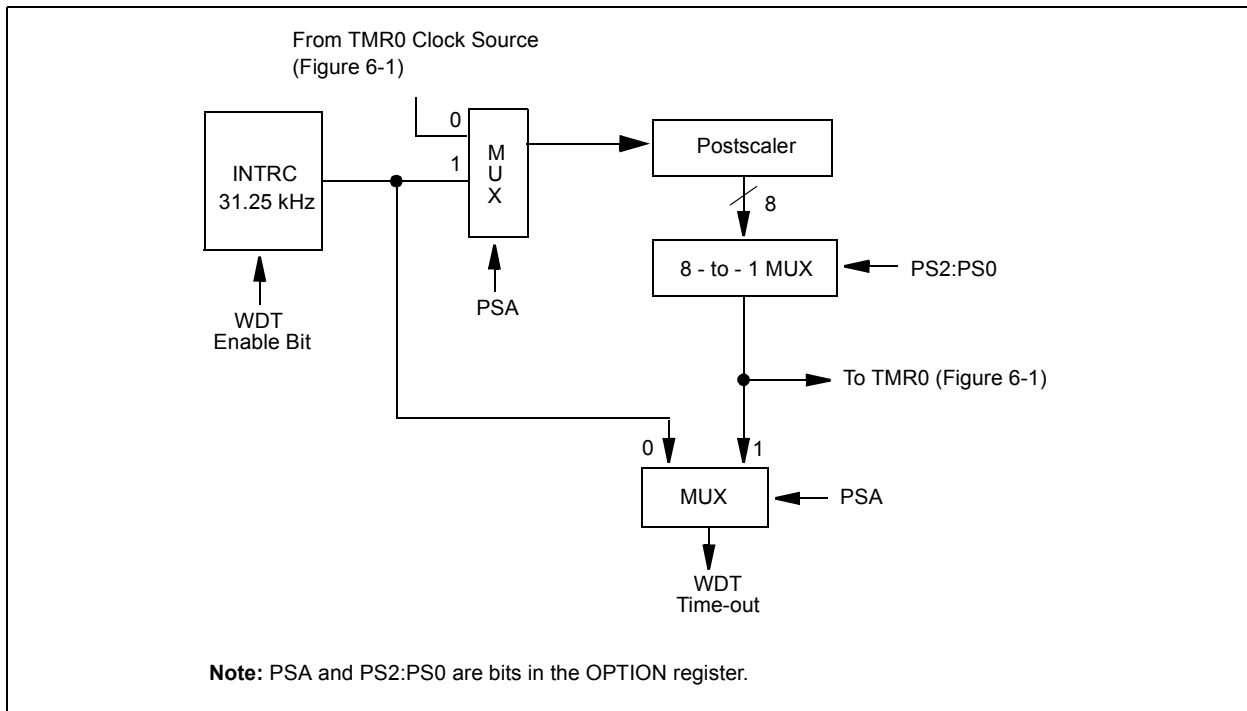 From TMR0 Clock Source
(Figure 6-1)
0
1
M
U
X
INTRC
31.25 kHz
Postscaler
8
8 - to - 1 MUX
PS2:PS0
WDT
Enable Bit
PSA
To TMR0 (Figure 6-1)
0
1
MUX
PSA
WDT
Time-out
Note: PSA and PS2:PS0 are bits in the OPTION register.